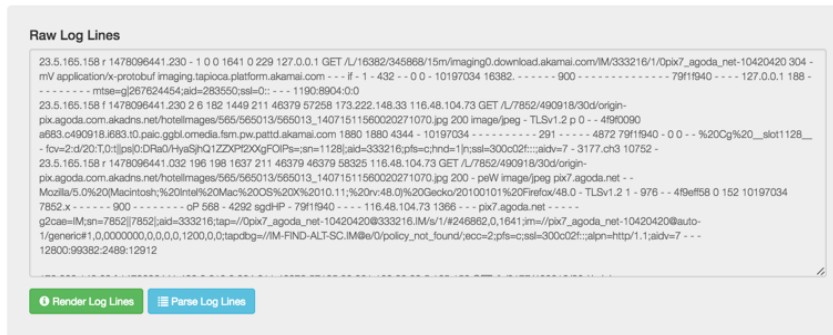 Raw Log Lines
23.5.165.158 r 1478096441.230 - 1 0 0 1641 0 229 127.0.0.1 GET /L/16382/345868/15m/imaging0.download.akamai.com/IM/333216/1/0pix7_agoda_net-10420420 304 -
mV application/x-protobuf imaging.tapioca.platform.akamai.com - - - if - 1 - 432 - - 0 0 - 10197034 16382. - - - - - - 900 - - - - - - - - - - - - - - 79f1f940 - - - - 127.0.0.1 188 -
- - - - - - - - - mtse=g|267624454;aid=283550;ssl=0:: - - - 1190:8904:0:0
23.5.165.158 f 1478096441.230 2 6 182 1449 211 46379 57258 173.222.148.33 116.48.104.73 GET /L/7852/490918/30d/origin-
pix.agoda.com.akadns.net/hotelImages/565/565013/565013_14071511560020271070.jpg 200 image/jpeg - TLSv1.2 p 0 - - 4f9f0090
a683.c490918.i683.t0.paic.ggbl.omedia.fsm.pw.pattd.akamai.com 1880 1880 4344 - 10197034 - - - - - - - - - 291 - - - - - 4872 79f1f940 - 0 0 - - %20Cg%20__slot1128__
- fcv=2:d/20:T,0:t||ps|0:DRa0/HyaSjhQ1ZZXPf2XXgFOIPs=;sn=1128|;aid=333216;pfs=c;hnd=1|n;ssl=300c02f:::;aidv=7 - 3177.ch3 10752 -
23.5.165.158 r 1478096441.032 196 198 1637 211 46379 46379 58325 116.48.104.73 GET /L/7852/490918/30d/origin-
pix.agoda.com.akadns.net/hotelImages/565/565013/565013_14071511560020271070.jpg 200 - peW image/jpeg pix7.agoda.net - -
Mozilla/5.0%20(Macintosh;%20Intel%20Mac%20OS%20X%2010.11;%20rv:48.0)%20Gecko/20100101%20Firefox/48.0 - TLSv1.2 1 - 976 - - 4f9eff58 0 152 10197034
7852.x - - - - - - 900 - - - - - - - - oP 568 - 4292 sgdHP - 79f1f940 - - - - 116.48.104.73 1366 - - - pix7.agoda.net - - - - -
g2cae=IM;sn=7852||7852|;aid=333216;tap=//0pix7_agoda_net-10420420@333216.IM/s/1/#246862,0,1641;im=//pix7_agoda_net-10420420@auto-
1/generic#1,0,0000000,0,0,0,0,1200,0,0;tapdbg=//IM-FIND-ALT-SC.IM@e/0/policy_not_found/;ecc=2;pfs=c;ssl=300c02f::;alpn=http/1.1;aidv=7 - - -
12800:99382:2489:12912
Render Log Lines
Parse Log Lines